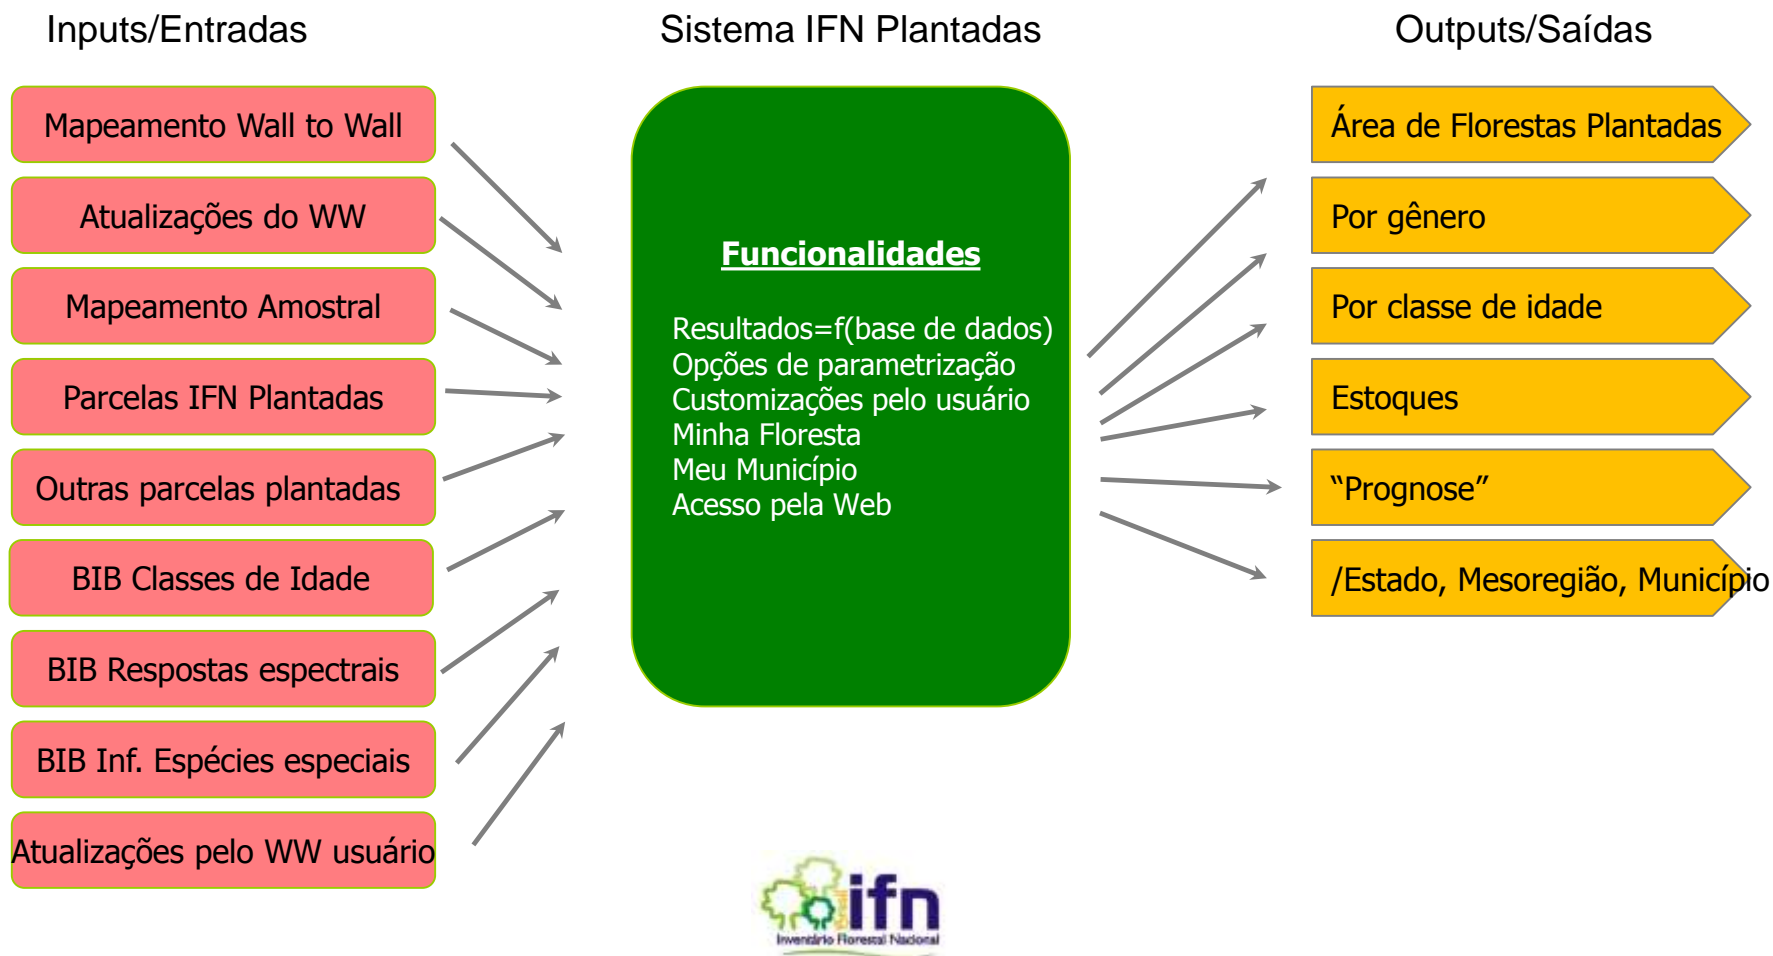 Inputs/Entradas
Sistema IFN Plantadas
Outputs/Saídas
Mapeamento Wall to Wall
Atualizações do WW
Mapeamento Amostral
Parcelas IFN Plantadas
Outras parcelas plantadas
BIB Classes de Idade
BIB Respostas espectrais
BIB Inf. Espécies especiais
Atualizações pelo WW usuário
Funcionalidades
Resultados=f(base de dados)
Opções de parametrização
Customizações pelo usuário
Minha Floresta
Meu Município
Acesso pela Web
Área de Florestas Plantadas
Por gênero
Por classe de idade
Estoques
“Prognose”
/Estado, Mesoregião, Município
ifn
Inventário Florestal Nacional